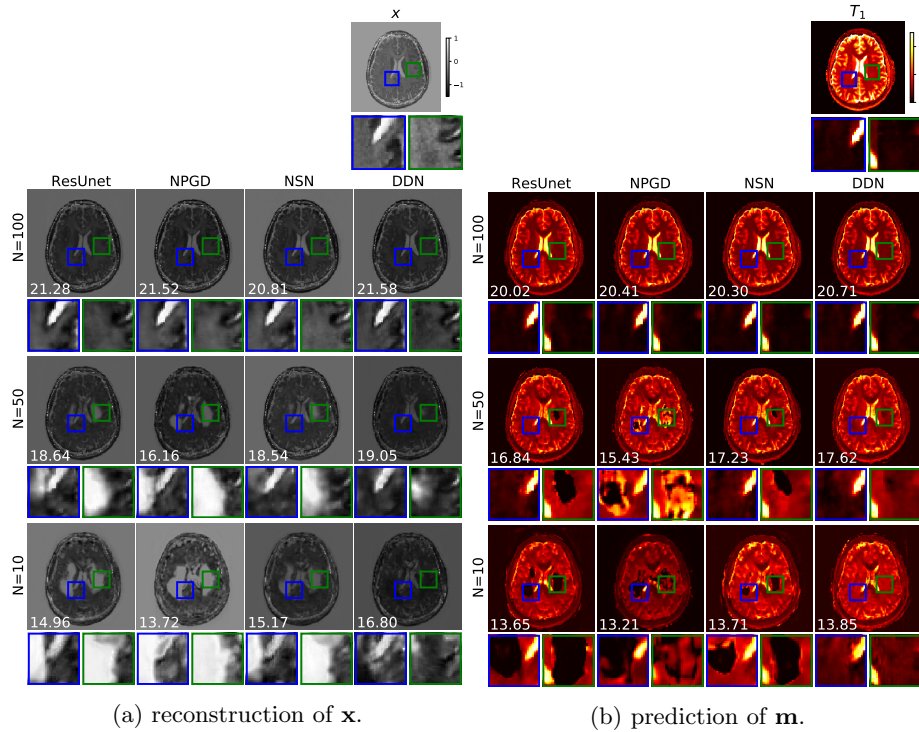 x
1
0
−1
ResUnet NPGD NSN DDN
N=100
21.28 21.52 20.81 21.58
N=50
18.64 16.16 18.54 19.05
N=10
14.96 13.72 15.17 16.80
(a) reconstruction of x.
T1
ResUnet NPGD NSN DDN
N=100
20.02 20.41 20.30 20.71
N=50
16.84 15.43 17.23 17.62
N=10
13.65 13.21 13.71 13.85
(b) prediction of m.